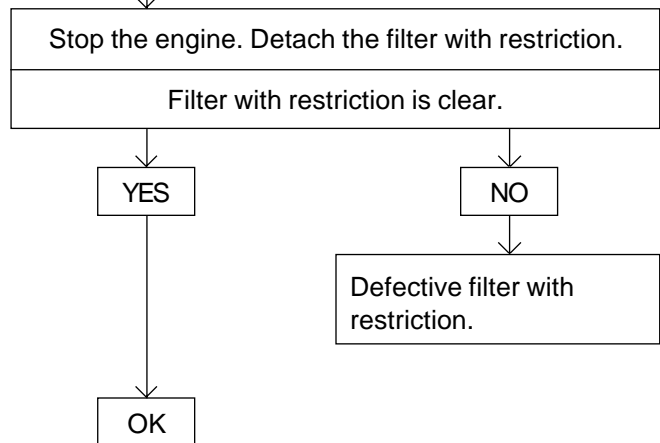 Stop the engine. Detach the filter with restriction.
Filter with restriction is clear.
YES
NO
Defective filter with
restriction.
OK